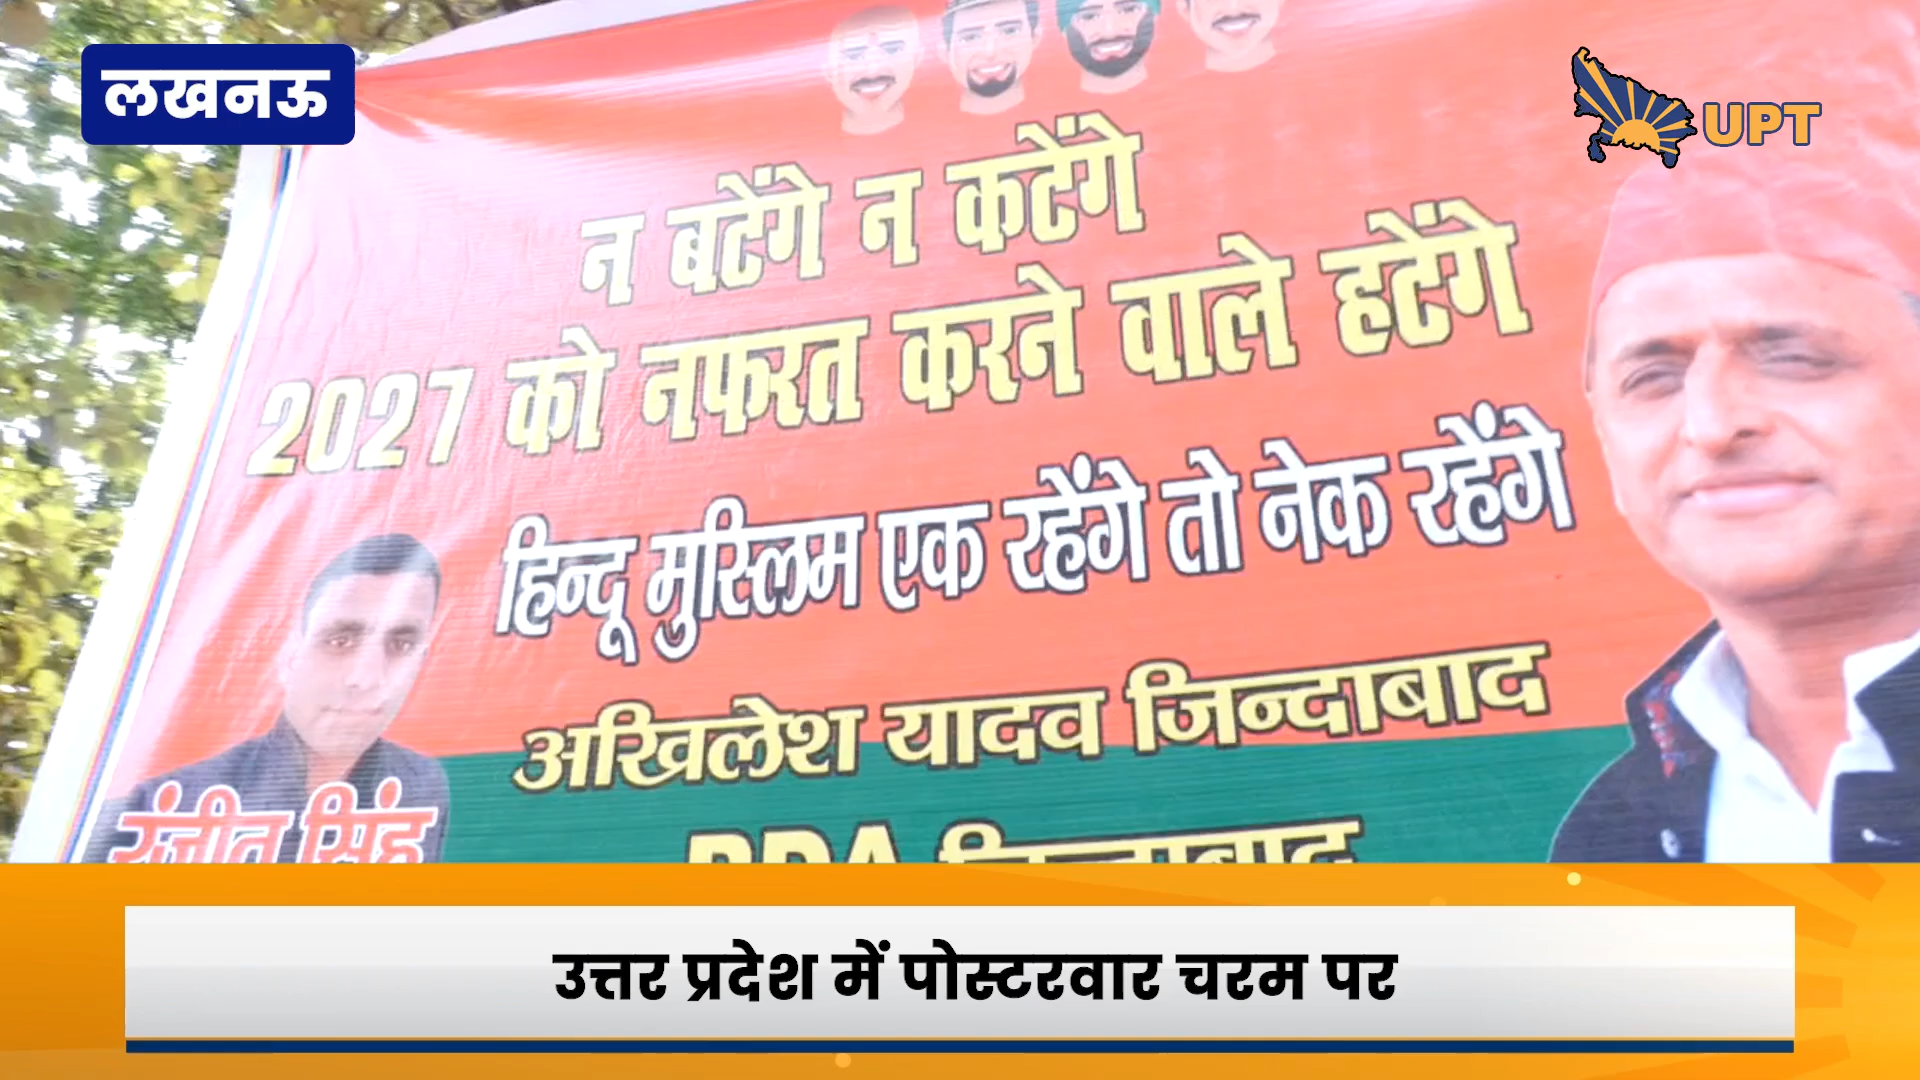 लखनऊ
UPT
न बटेंगे न कटेंगे
2027 को नफरत करने वाले हटेंगे
हिन्दू मुस्लिम एक रहेंगे तो नेक रहेंगे
अखिलेश यादव जिन्दाबाद
रंजीत सिंह
PDA जिन्दाबाद
उत्तर प्रदेश में पोस्टरवार चरम पर